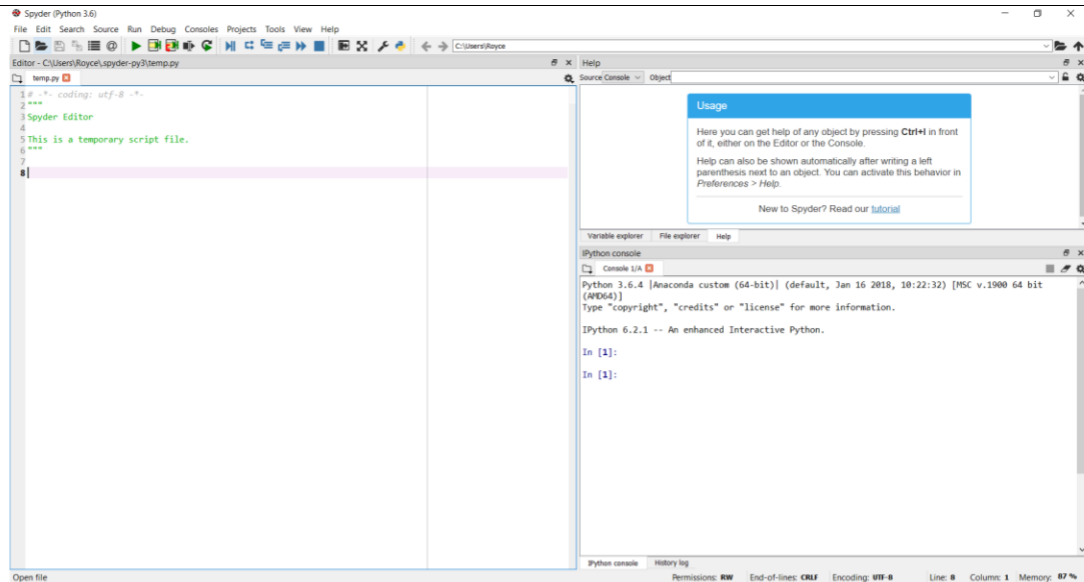 Spyder (Python 3.6)
File Edit Search Source Run Debug Consoles Projects Tools View Help
C:\Users\Royce
Editor - C:\Users\Royce\.spyder-py3\temp.py
temp.py
1 # -*- coding: utf-8 -*-
2 """
3 Spyder Editor
4
5 This is a temporary script file.
6 """
7
8
Help
Source Console Object
Usage
Here you can get help of any object by pressing Ctrl+I in front
of it, either on the Editor or the Console.
Help can also be shown automatically after writing a left
parenthesis next to an object. You can activate this behavior in
Preferences > Help.
New to Spyder? Read our tutorial
Variable explorer File explorer Help
IPython console
Console 1/A
Python 3.6.4 |Anaconda custom (64-bit)| (default, Jan 16 2018, 10:22:32) [MSC v.1900 64 bit
(AMD64)]
Type "copyright", "credits" or "license" for more information.
IPython 6.2.1 -- An enhanced Interactive Python.
In [1]:
In [1]:
IPython console History log
Open file Permissions: RW End-of-lines: CRLF Encoding: UTF-8 Line: 8 Column: 1 Memory: 87 %